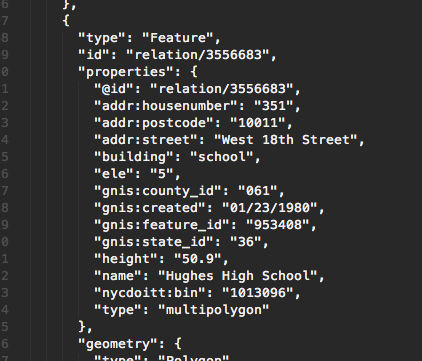 6 },
7 {
8 "type": "Feature",
9 "id": "relation/3556683",
0 "properties": {
1 "@id": "relation/3556683",
2 "addr:housenumber": "351",
3 "addr:postcode": "10011",
4 "addr:street": "West 18th Street",
5 "building": "school",
6 "ele": "5",
7 "gnis:county_id": "061",
8 "gnis:created": "01/23/1980",
9 "gnis:feature_id": "953408",
0 "gnis:state_id": "36",
1 "height": "50.9",
2 "name": "Hughes High School",
3 "nycdoitt:bin": "1013096",
4 "type": "multipolygon"
5 },
6 "geometry": {
7 "type": "Polygon"